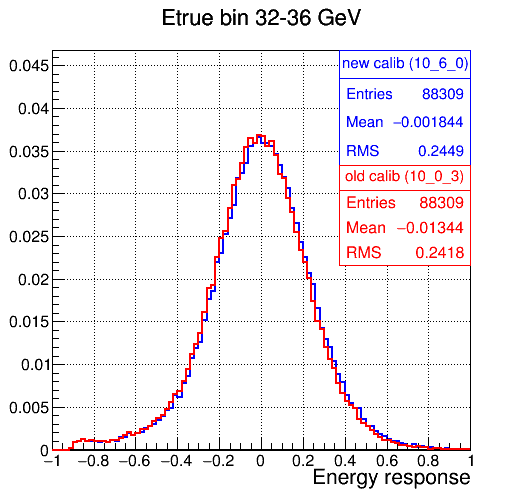 Etrue bin 32-36 GeV
new calib (10_6_0)
Entries 88309
Mean −0.001844
RMS 0.2449
old calib (10_0_3)
Entries 88309
Mean −0.01344
RMS 0.2418
0.045
0.04
0.035
0.03
0.025
0.02
0.015
0.01
0.005
0
−1 −0.8 −0.6 −0.4 −0.2 0 0.2 0.4 0.6 0.8 1
Energy response